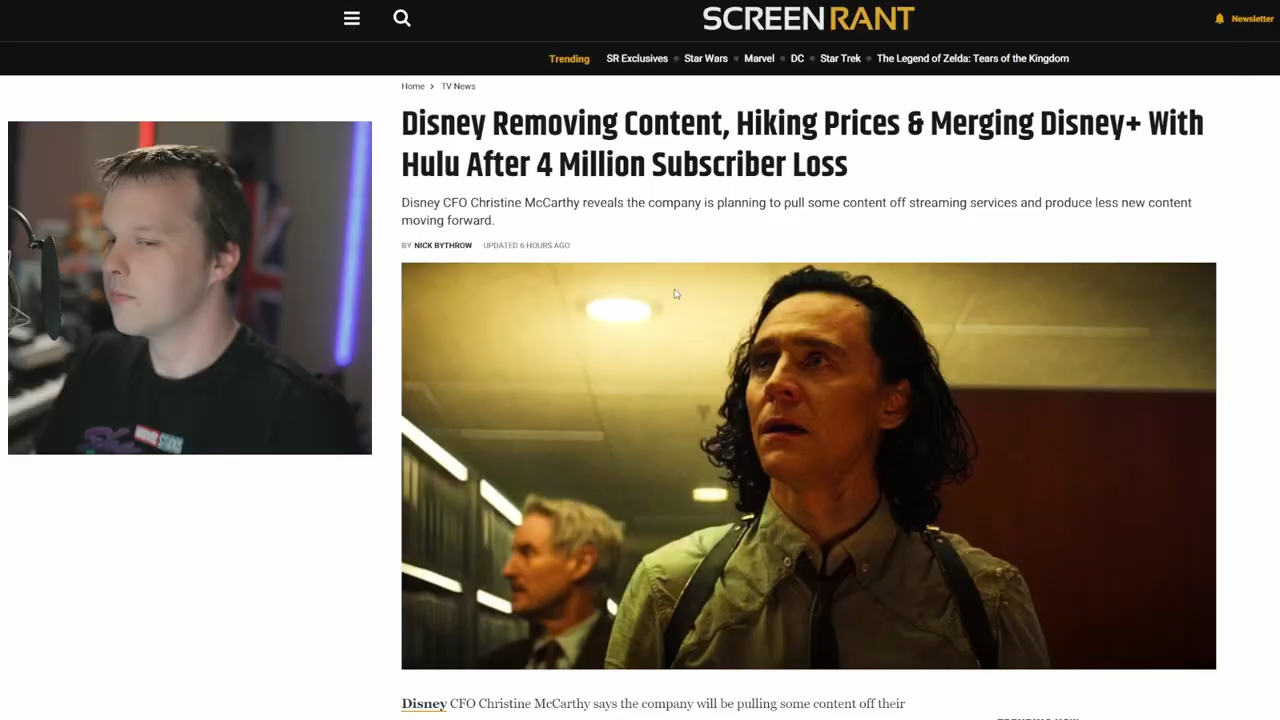 SCREENRANT
Newsletter
Trending SR Exclusives Star Wars Marvel DC Star Trek The Legend of Zelda: Tears of the Kingdom
Home > TV News
Disney Removing Content, Hiking Prices & Merging Disney+ With
Hulu After 4 Million Subscriber Loss
Disney CFO Christine McCarthy reveals the company is planning to pull some content off streaming services and produce less new content
moving forward.
BY NICK BYTHROW UPDATED 6 HOURS AGO
MARVEL STUDIOS
Disney CFO Christine McCarthy says the company will be pulling some content off their